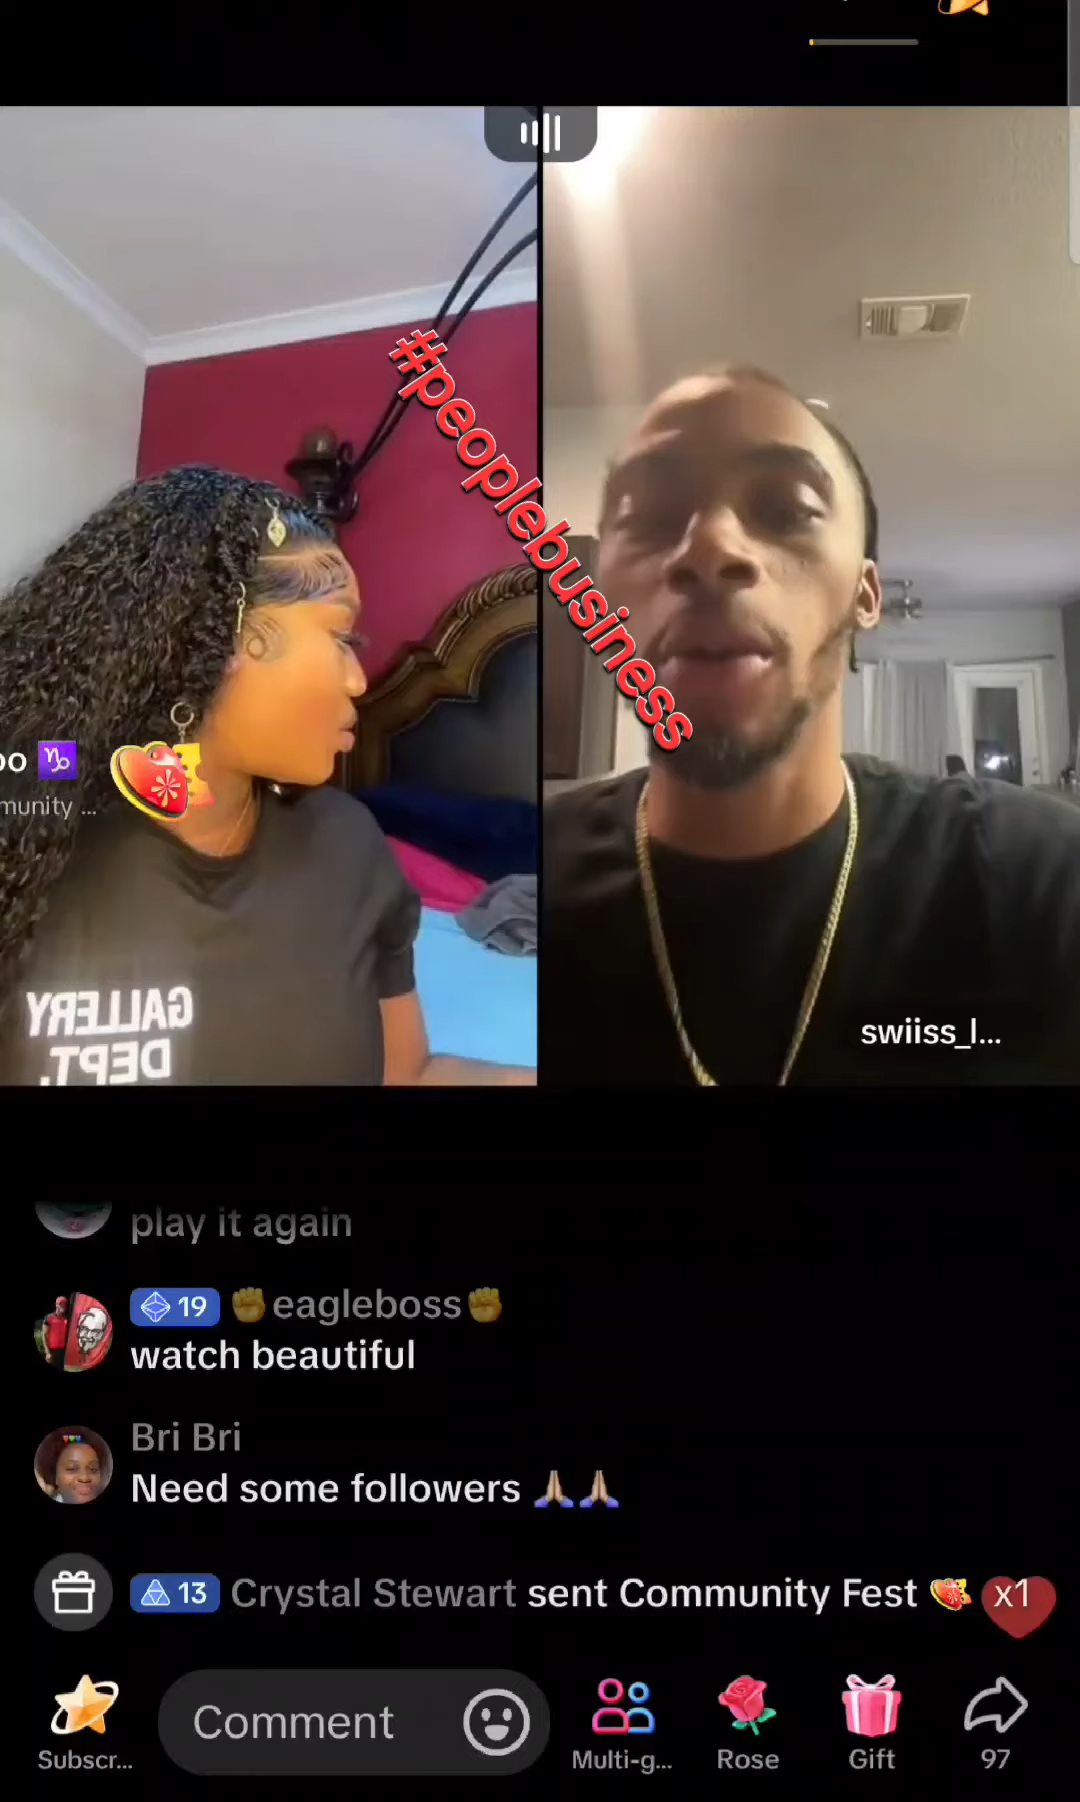 #peoplebusiness
oo
munity ...
GALLERY
DEPT.
swiiss_l...
play it again
19 ✊eagleboss✊
watch beautiful
Bri Bri
Need some followers 🙏🏽🙏🏽
13 Crystal Stewart sent Community Fest x1
Subscr...
Comment
Multi-g...
Rose
Gift
97